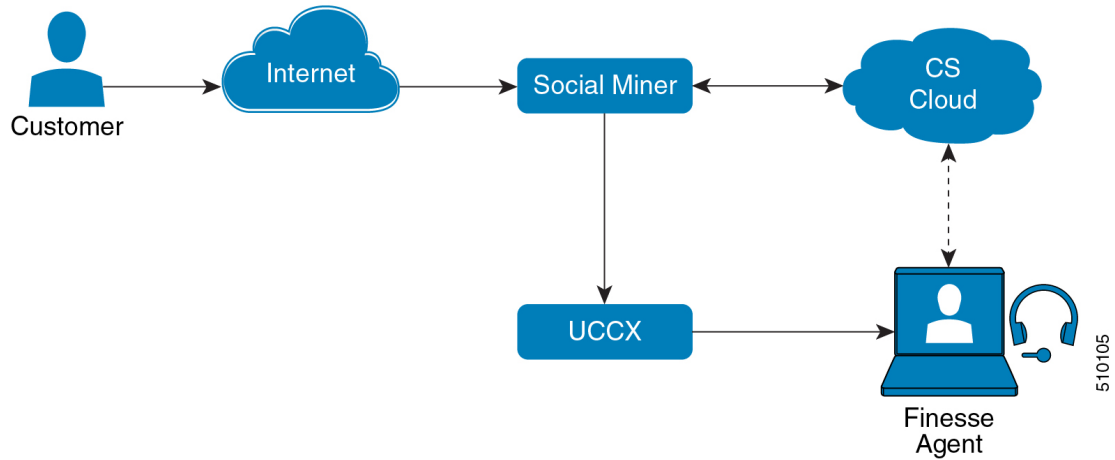 Customer
Internet
Social Miner
CS
Cloud
UCCX
Finesse
Agent
510105